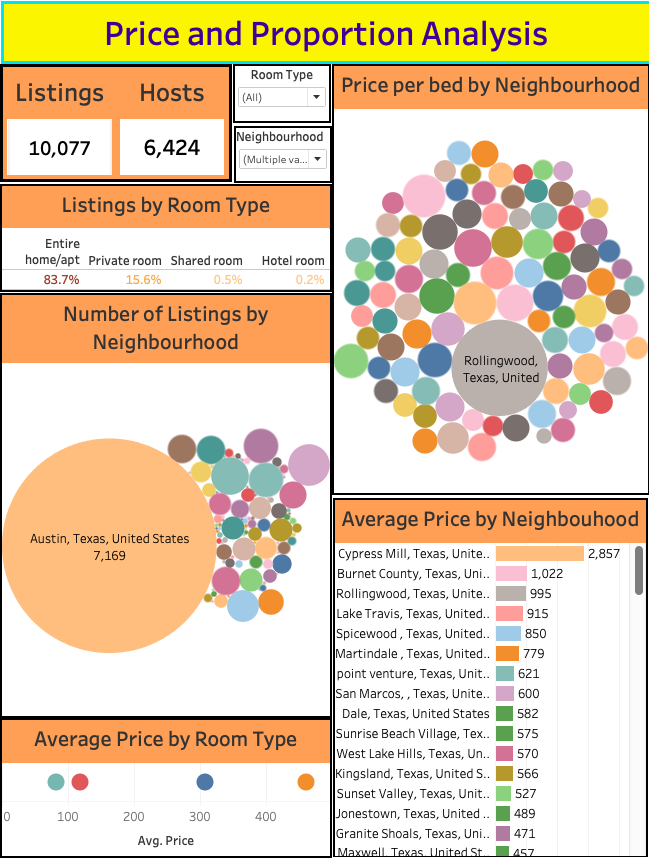 Price and Proportion Analysis
Listings
Hosts
10,077
6,424
Room Type
(All)
Neighbourhood
(Multiple va...
Listings by Room Type
Entire
home/apt
Private room
Shared room
Hotel room
83.7%
15.6%
0.5%
0.2%
Number of Listings by
Neighbourhood
Austin, Texas, United States
7,169
Average Price by Room Type
0
100
200
300
400
Avg. Price
Price per bed by Neighbourhood
Rollingwood,
Texas, United
Average Price by Neighbouhood
Cypress Mill, Texas, Unite.. 2,857
Burnet County, Texas, Uni.. 1,022
Rollingwood, Texas, Unite.. 995
Lake Travis, Texas, United.. 915
Spicewood , Texas, United.. 850
Martindale , Texas, United.. 779
point venture, Texas, Unit.. 621
San Marcos, , Texas, Unite.. 600
Dale, Texas, United States 582
Sunrise Beach Village, Tex.. 575
West Lake Hills, Texas, Un.. 570
Kingsland, Texas, United S.. 566
Sunset Valley, Texas, Unit.. 527
Jonestown, Texas, United .. 489
Granite Shoals, Texas, Uni.. 471
Maxwell, Texas, United St.. 457